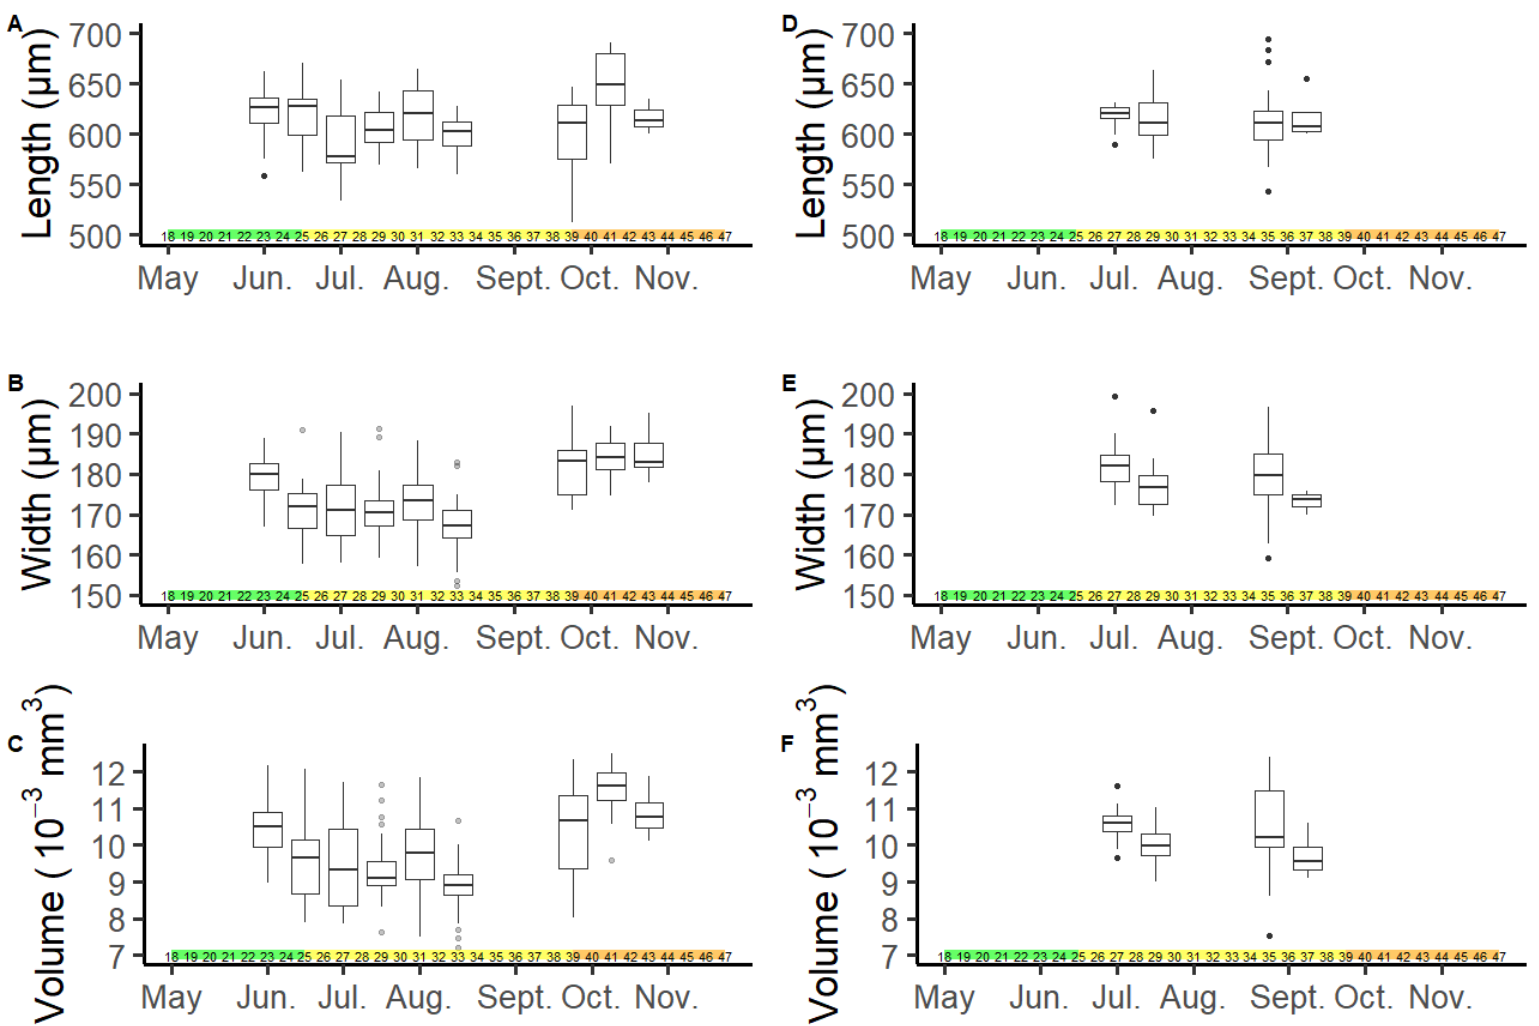 A
Length (µm)
700
650
600
550
500
18 19 20 21 22 23 24 25 26 27 28 29 30 31 32 33 34 35 36 37 38 39 40 41 42 43 44 45 46 47
May Jun. Jul. Aug. Sept. Oct. Nov.
D
Length (µm)
700
650
600
550
500
18 19 20 21 22 23 24 25 26 27 28 29 30 31 32 33 34 35 36 37 38 39 40 41 42 43 44 45 46 47
May Jun. Jul. Aug. Sept. Oct. Nov.
B
Width (µm)
200
190
180
170
160
150
18 19 20 21 22 23 24 25 26 27 28 29 30 31 32 33 34 35 36 37 38 39 40 41 42 43 44 45 46 47
May Jun. Jul. Aug. Sept. Oct. Nov.
E
Width (µm)
200
190
180
170
160
150
18 19 20 21 22 23 24 25 26 27 28 29 30 31 32 33 34 35 36 37 38 39 40 41 42 43 44 45 46 47
May Jun. Jul. Aug. Sept. Oct. Nov.
C
Volume ( 10⁻³ mm³)
12
11
10
9
8
7
18 19 20 21 22 23 24 25 26 27 28 29 30 31 32 33 34 35 36 37 38 39 40 41 42 43 44 45 46 47
May Jun. Jul. Aug. Sept. Oct. Nov.
F
Volume ( 10⁻³ mm³)
12
11
10
9
8
7
18 19 20 21 22 23 24 25 26 27 28 29 30 31 32 33 34 35 36 37 38 39 40 41 42 43 44 45 46 47
May Jun. Jul. Aug. Sept. Oct. Nov.